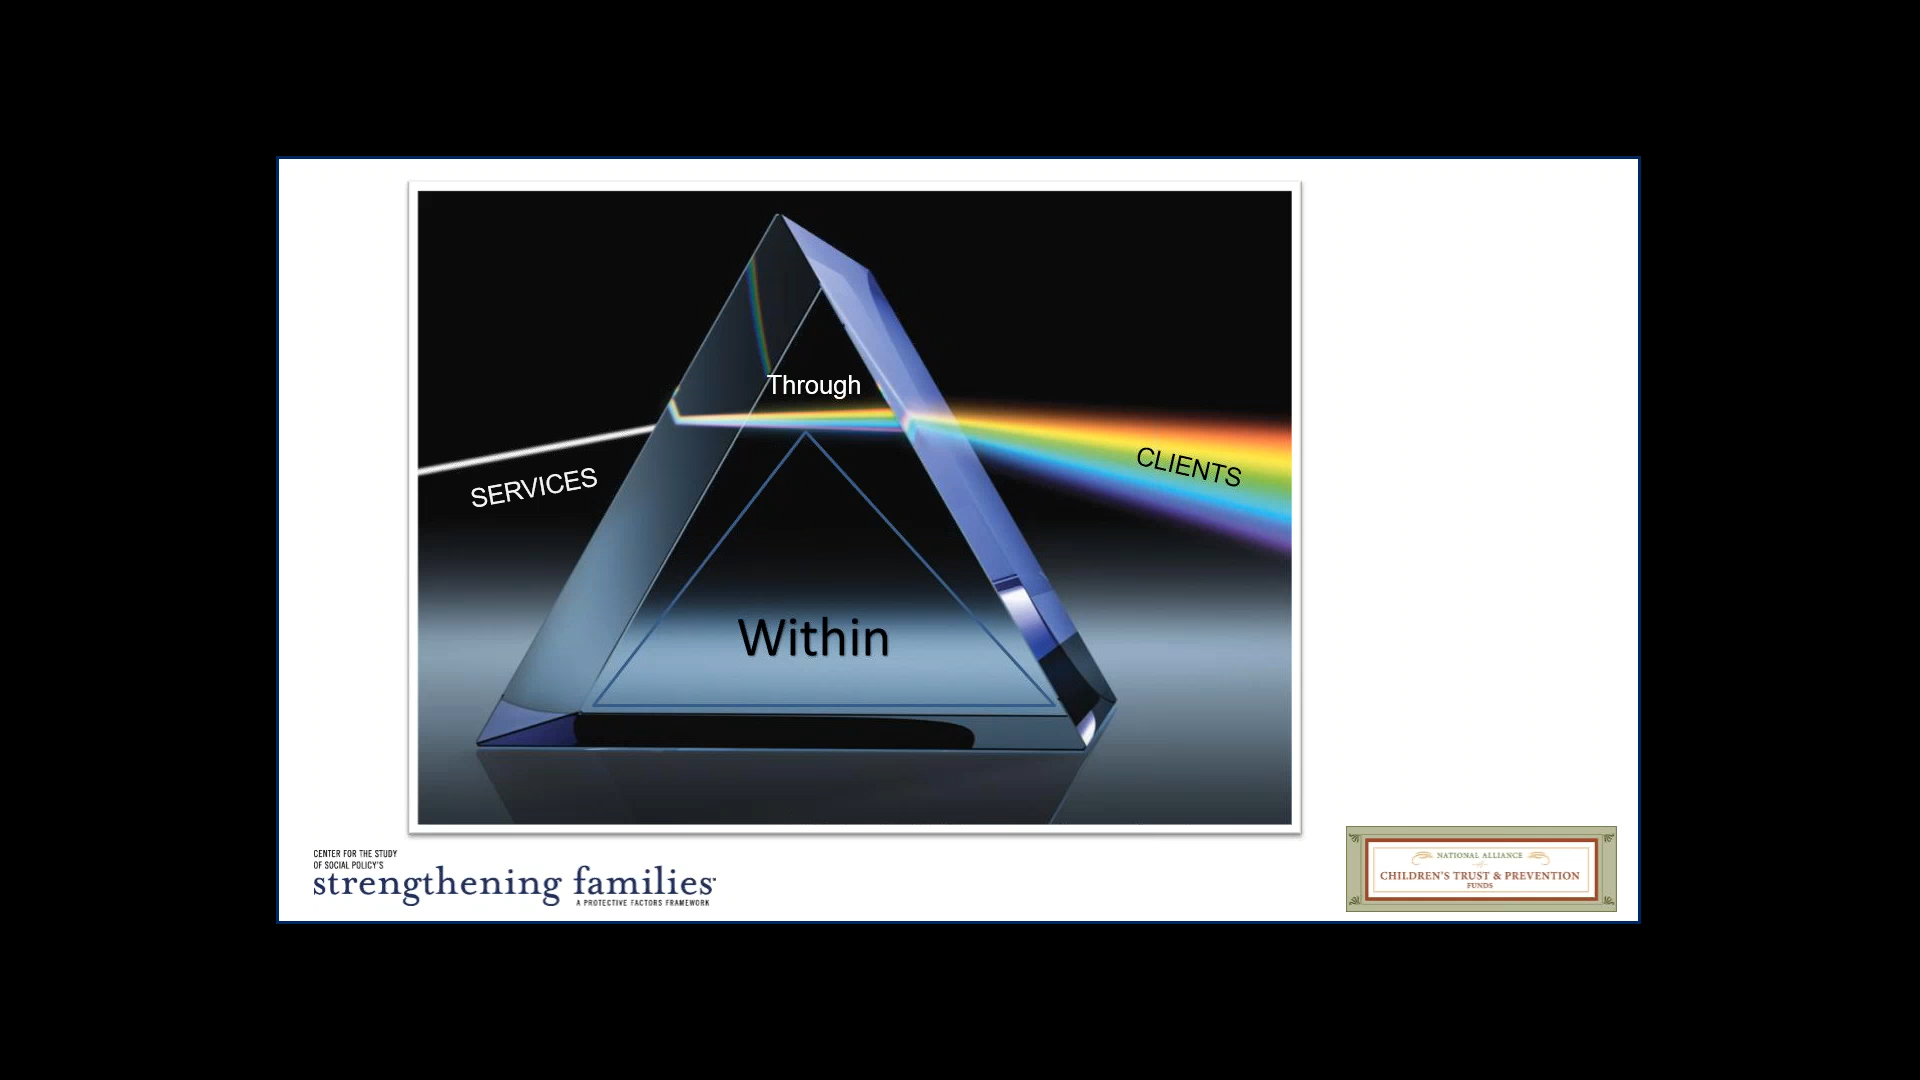 Through
SERVICES
CLIENTS
Within
CENTER FOR THE STUDY
OF SOCIAL POLICY'S
strengthening families
A PROTECTIVE FACTORS FRAMEWORK
NATIONAL ALLIANCE
CHILDREN'S TRUST & PREVENTION
FUNDS